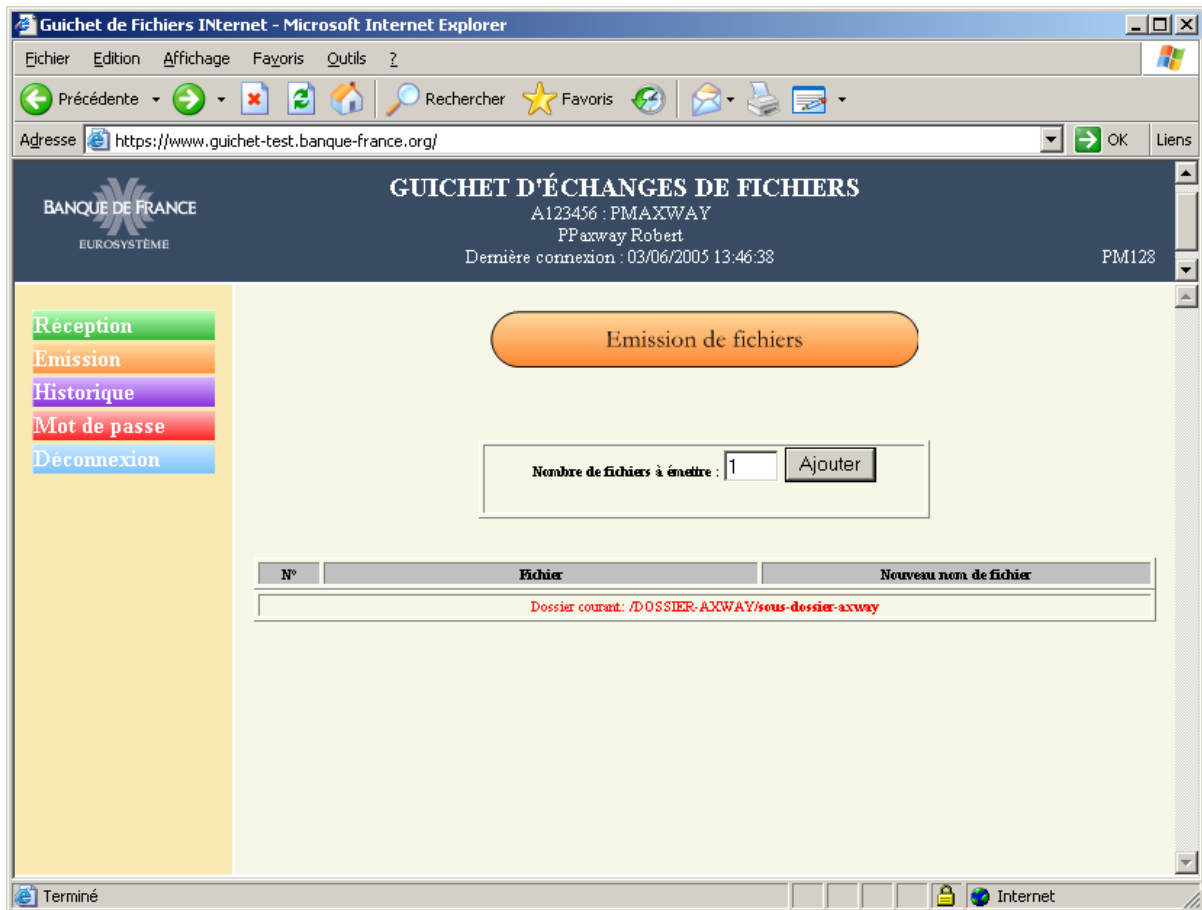 Guichet de Fichiers INternet - Microsoft Internet Explorer
Fichier Edition Affichage Favoris Outils ?
Précédente Rechercher Favoris
Adresse https://www.guichet-test.banque-france.org/ OK Liens
BANQUE DE FRANCE
EUROSYSTÈME
GUICHET D'ÉCHANGES DE FICHIERS
A123456 : PMAXWAY
PPaxway Robert
Dernière connexion : 03/06/2005 13:46:38
PM128
Réception
Emission
Historique
Mot de passe
Déconnexion
Emission de fichiers
Nombre de fichiers à émettre : 1 Ajouter
N° Fichier Nouveau nom de fichier
Dossier courant: /DOSSIER-AXWAY/sous-dossier-axway
Terminé Internet